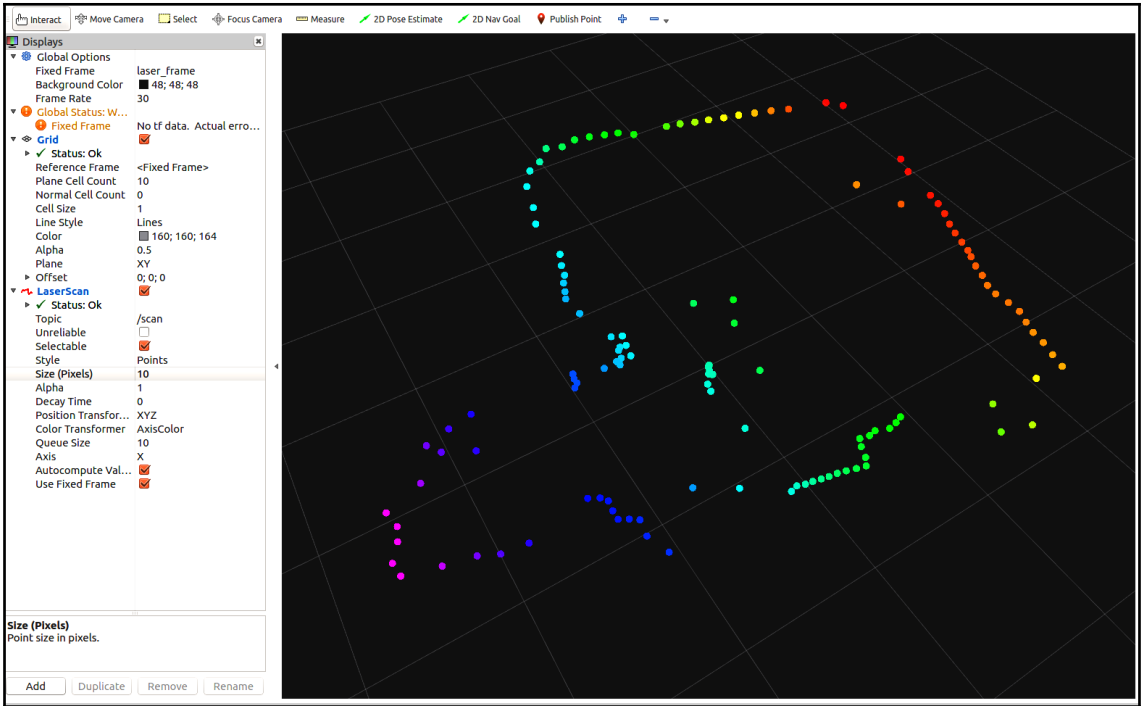 Interact Move Camera Select Focus Camera Measure 2D Pose Estimate 2D Nav Goal Publish Point
Displays
Global Options
Fixed Frame laser_frame
Background Color 48; 48; 48
Frame Rate 30
Global Status: W...
Fixed Frame No tf data. Actual erro...
Grid
Status: Ok
Reference Frame <Fixed Frame>
Plane Cell Count 10
Normal Cell Count 0
Cell Size 1
Line Style Lines
Color 160; 160; 164
Alpha 0.5
Plane XY
Offset 0; 0; 0
LaserScan
Status: Ok
Topic /scan
Unreliable
Selectable
Style Points
Size (Pixels) 10
Alpha 1
Decay Time 0
Position Transfor... XYZ
Color Transformer AxisColor
Queue Size 10
Axis X
Autocompute Val...
Use Fixed Frame
Size (Pixels)
Point size in pixels.
Add Duplicate Remove Rename